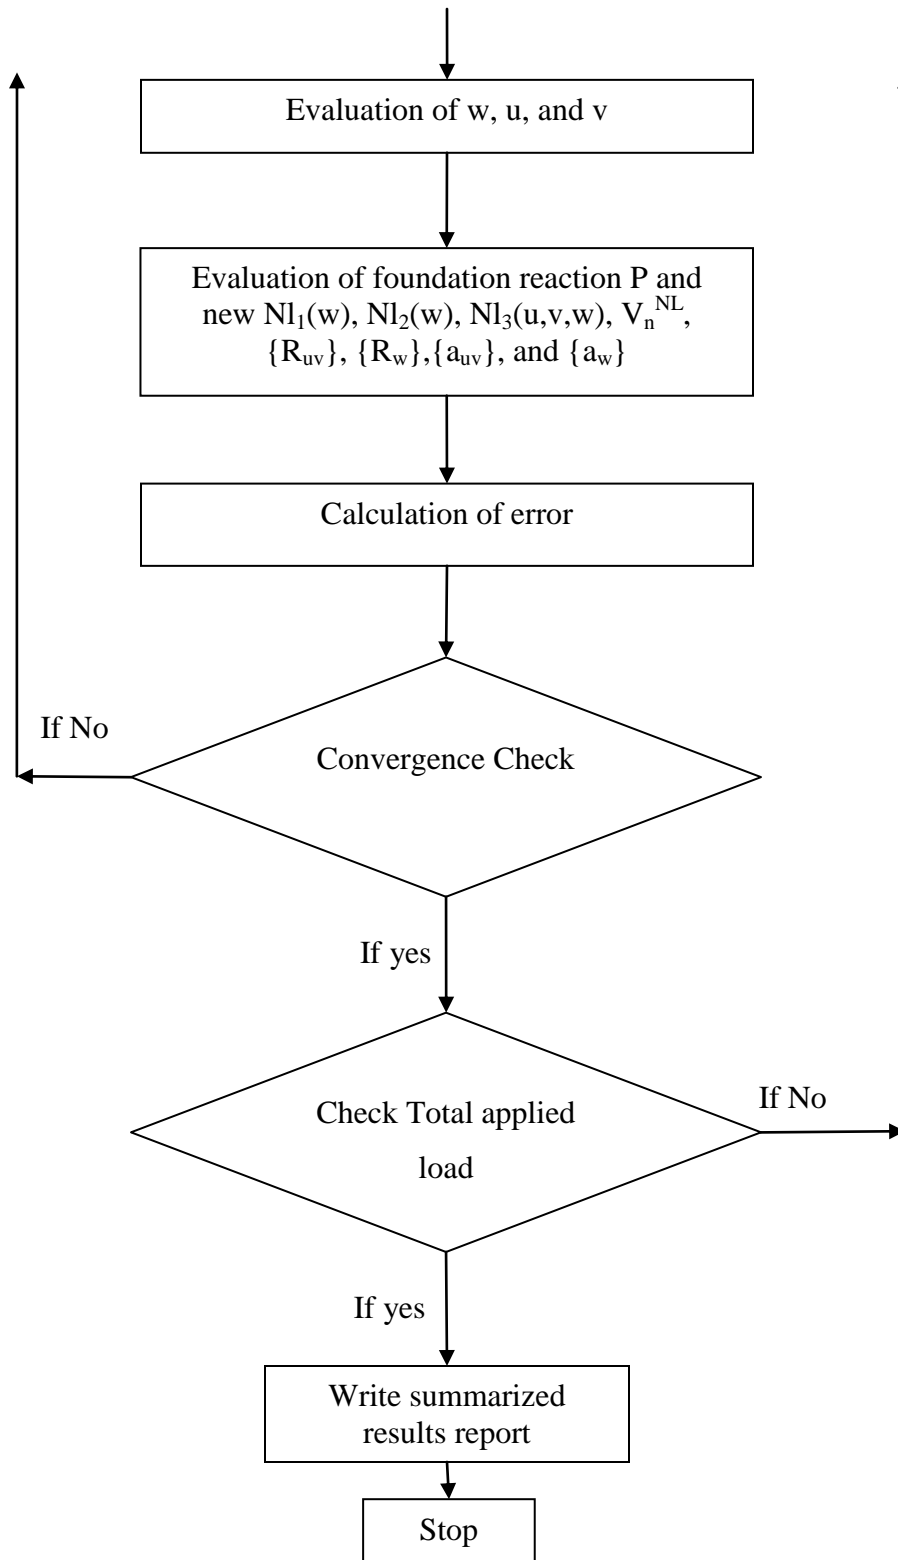 Evaluation of w, u, and v
Evaluation of foundation reaction P and
new Nl₁(w), Nl₂(w), Nl₃(u,v,w), Vₙᴺᴸ,
{Rᵤᵥ}, {R_w},{aᵤᵥ}, and {a_w}
Calculation of error
If No
Convergence Check
If yes
If No
Check Total applied
load
If yes
Write summarized
results report
Stop